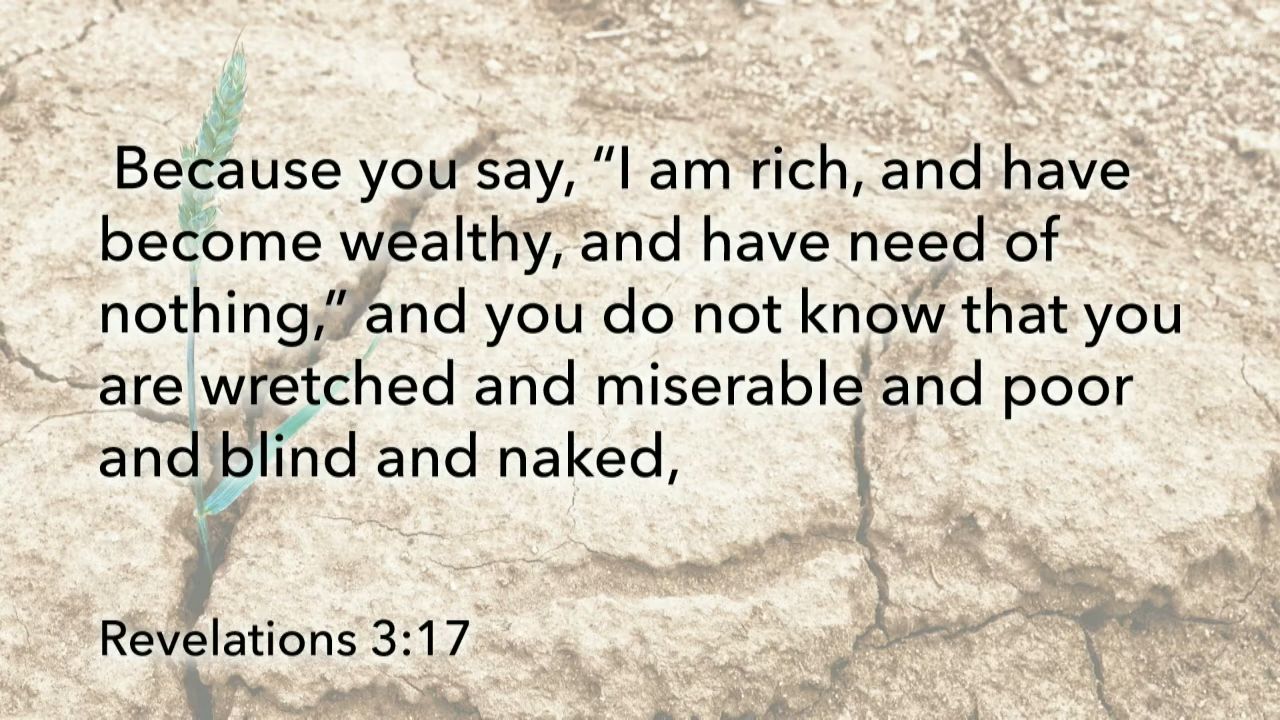 Because you say, “I am rich, and have
become wealthy, and have need of
nothing,” and you do not know that you
are wretched and miserable and poor
and blind and naked,
Revelations 3:17